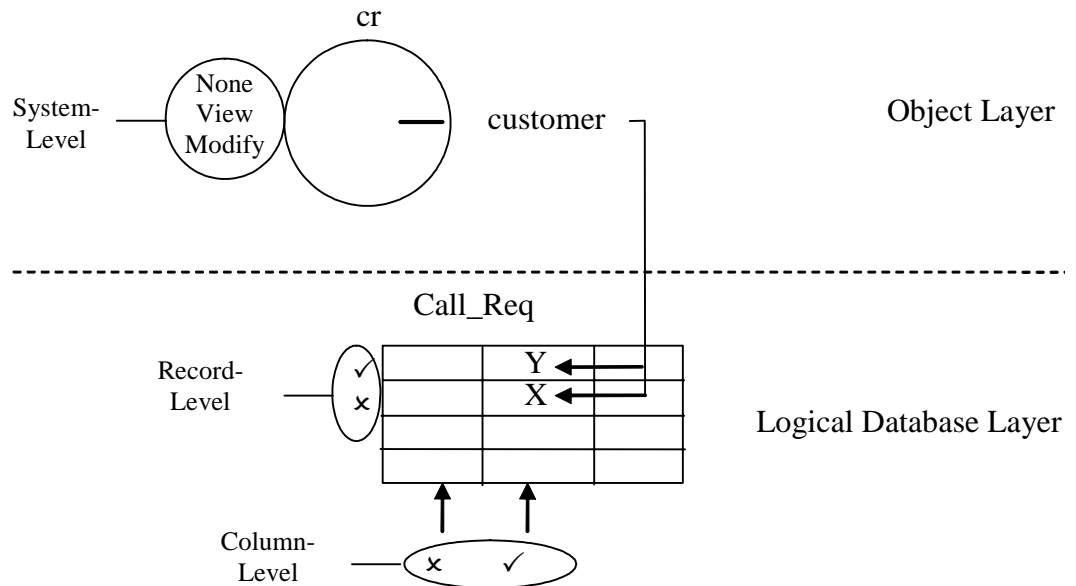 cr
None
View
Modify
System-
Level
customer
Object Layer
Call_Req
Record-
Level
✓
✗
Y
X
Logical Database Layer
Column-
Level
✗ ✓